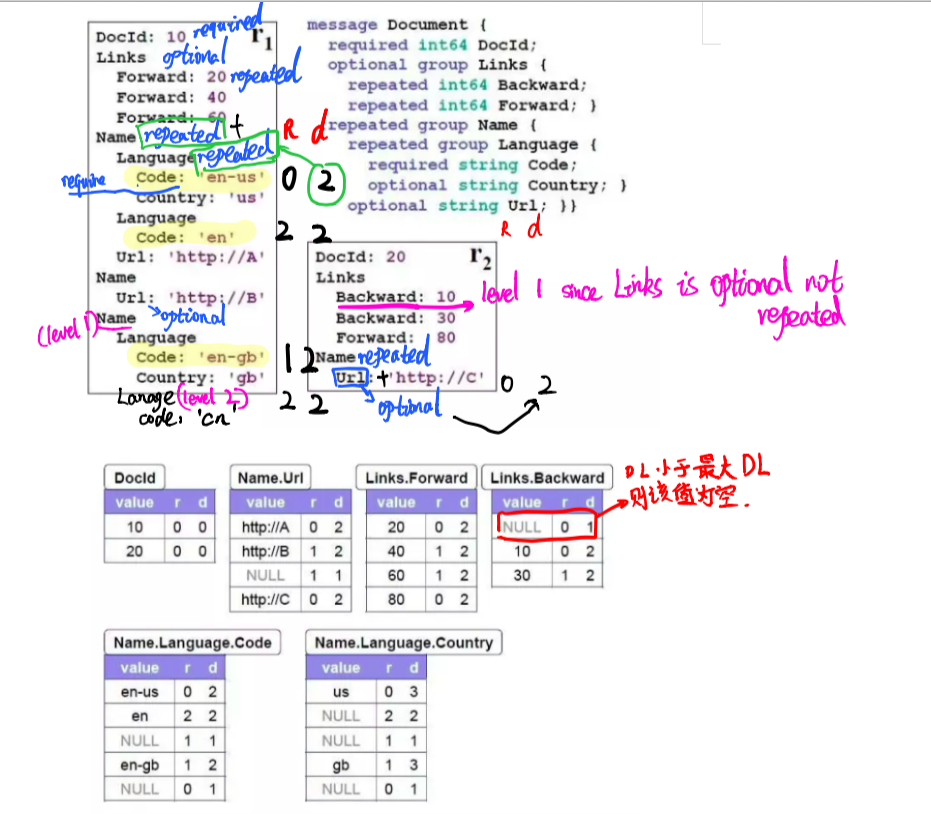 DocId: 10 required r1
Links optional
Forward: 20 repeated
Forward: 40
Forward: 60
Name repeated +
R d
Language repeated
require Code: 'en-us' 0 2
Country: 'us'
Language
Code: 'en' 2 2
Url: 'http://A'
Name
Url: 'http://B'
optional
(level 1) Name
Language
Code: 'en-gb' 1 2
Country: 'gb'
Lanage (level 2) 2 2
code: 'cn'
message Document {
required int64 DocId;
optional group Links {
repeated int64 Backward;
repeated int64 Forward; }
repeated group Name {
repeated group Language {
required string Code;
optional string Country; }
optional string Url; }}
R d
DocId: 20 r2
Links
Backward: 10 level 1 since Links is optional not
repeated
Backward: 30
Forward: 80
Name repeated
Url: + 'http://C' 0 2
optional
DocId
value r d
10 0 0
20 0 0
Name.Url
value r d
http://A 0 2
http://B 1 2
NULL 1 1
http://C 0 2
Links.Forward
value r d
20 0 2
40 1 2
60 1 2
80 0 2
Links.Backward
value r d
NULL 0 1
10 0 2
30 1 2
DL 小于最大DL
则该值为空.
Name.Language.Code
value r d
en-us 0 2
en 2 2
NULL 1 1
en-gb 1 2
NULL 0 1
Name.Language.Country
value r d
us 0 3
NULL 2 2
NULL 1 1
gb 1 3
NULL 0 1